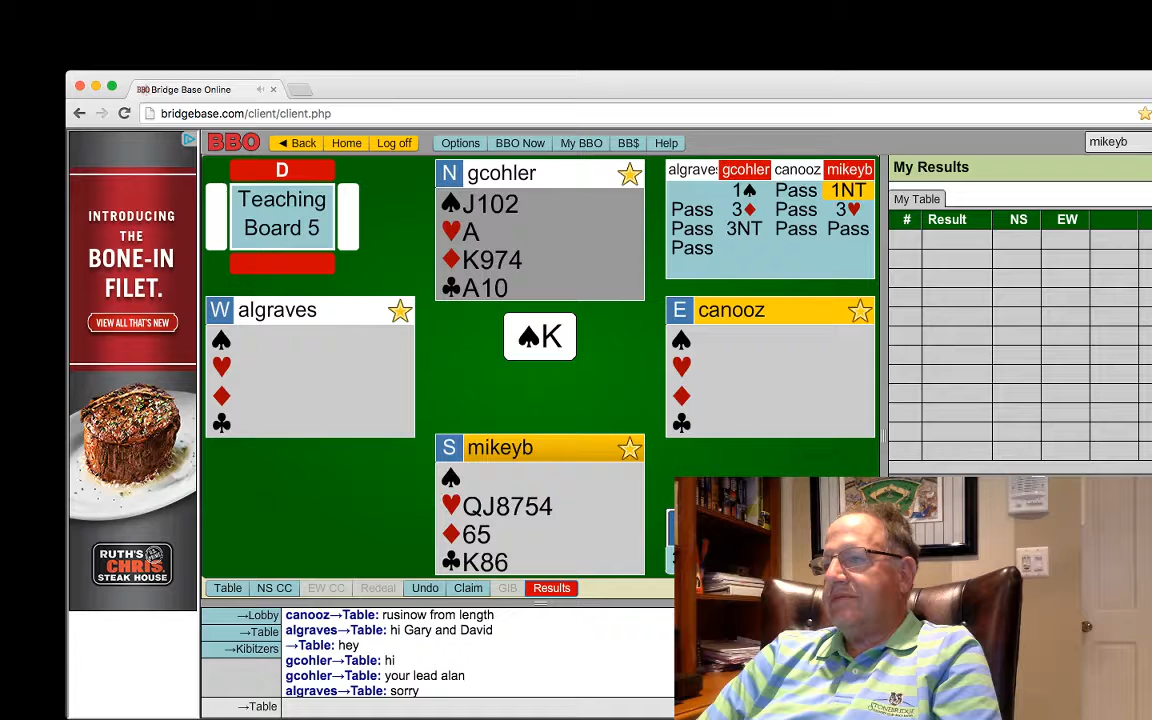 Bridge Base Online
bridgebase.com/client/client.php
BBO
Back
Home
Log off
Options
BBO Now
My BBO
BB$
Help
mikeyb
INTRODUCING
THE
BONE-IN
FILET.
VIEW ALL THAT'S NEW
RUTH'S
CHRIS
STEAK HOUSE
D
Teaching
Board 5
N gcohler
♠J102
♥A
♦K974
♣A10
algraves gcohler canooz mikeyb
1♠ Pass 1NT
Pass 3♦ Pass 3♥
Pass 3NT Pass Pass
Pass
My Results
My Table
# Result NS EW
W algraves
♠
♥
♦
♣
♠K
E canooz
♠
♥
♦
♣
S mikeyb
♠
♥QJ8754
♦65
♣K86
Table
NS CC
EW CC
Redeal
Undo
Claim
GIB
Results
→Lobby
→Table
→Kibitzers
canooz→Table: rusinow from length
algraves→Table: hi Gary and David
→Table: hey
gcohler→Table: hi
gcohler→Table: your lead alan
algraves→Table: sorry
→Table
STONEBRIDGE